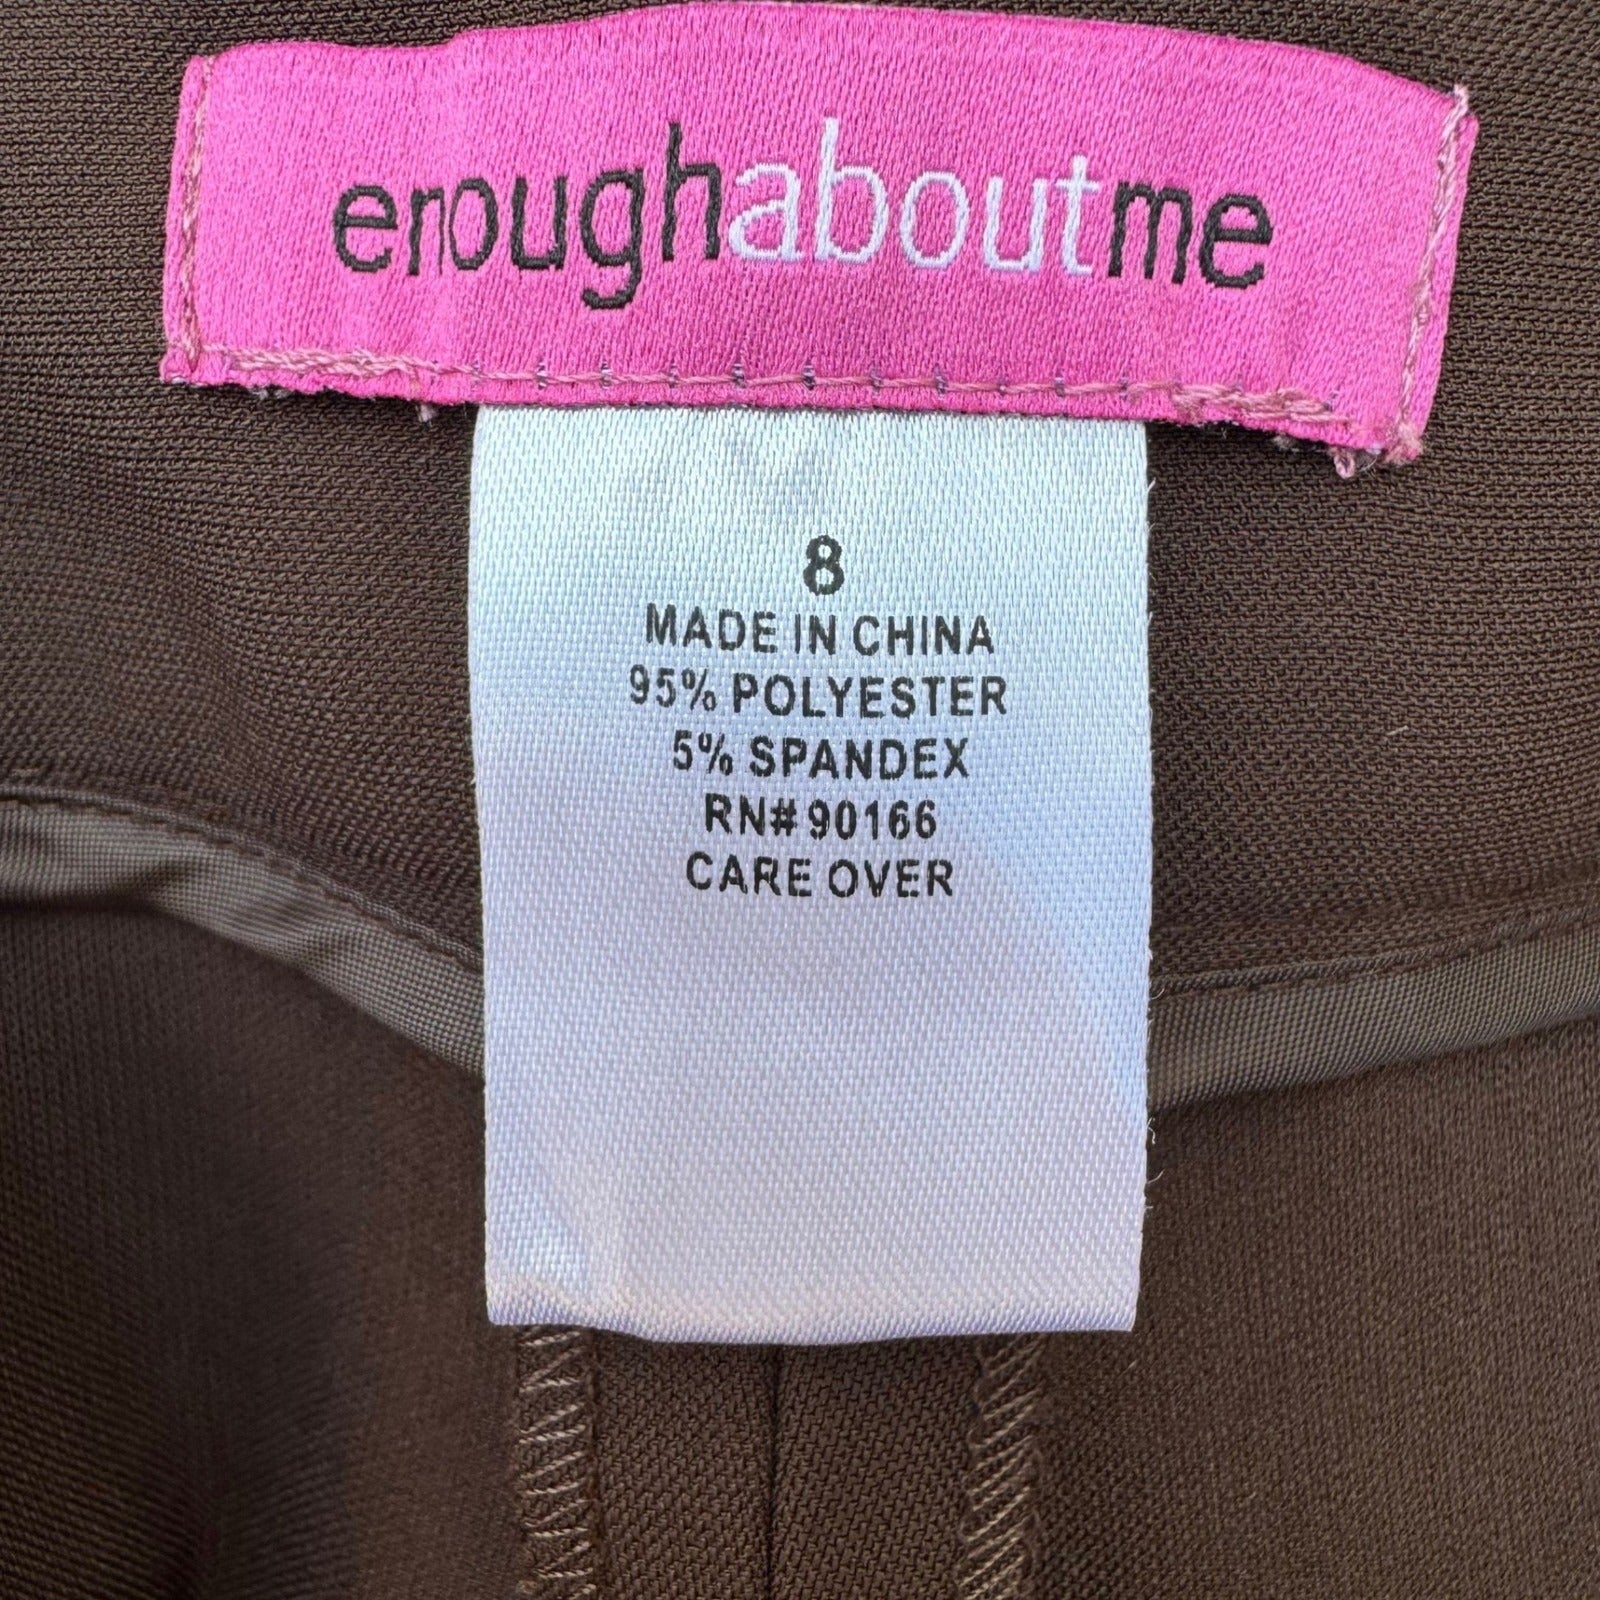 enoughaboutme
8
MADE IN CHINA
95% POLYESTER
5% SPANDEX
RN# 90166
CARE OVER